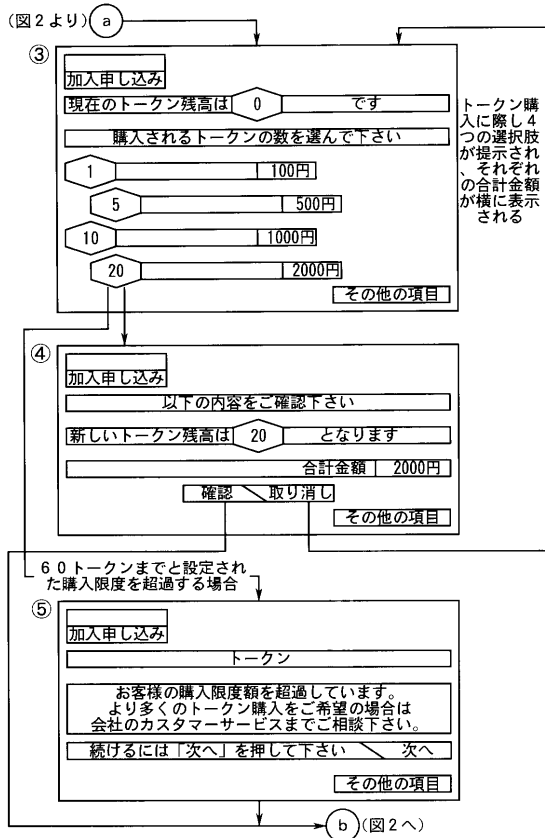 (図2より) a
③
加入申し込み
現在のトークン残高は 0 です
購入されるトークンの数を選んで下さい
1 100円
5 500円
10 1000円
20 2000円
その他の項目
トークン購
入に際し4
つの選択肢
が提示され
、それぞれ
の合計金額
が横に表示
される
④
加入申し込み
以下の内容をご確認下さい
新しいトークン残高は 20 となります
合計金額 2000円
確認 取り消し
その他の項目
60トークンまでと設定され
た購入限度を超過する場合
⑤
加入申し込み
トークン
お客様の購入限度額を超過しています。
より多くのトークン購入をご希望の場合は
会社のカスタマーサービスまでご相談下さい。
続けるには「次へ」を押して下さい 次へ
その他の項目
b (図2へ)